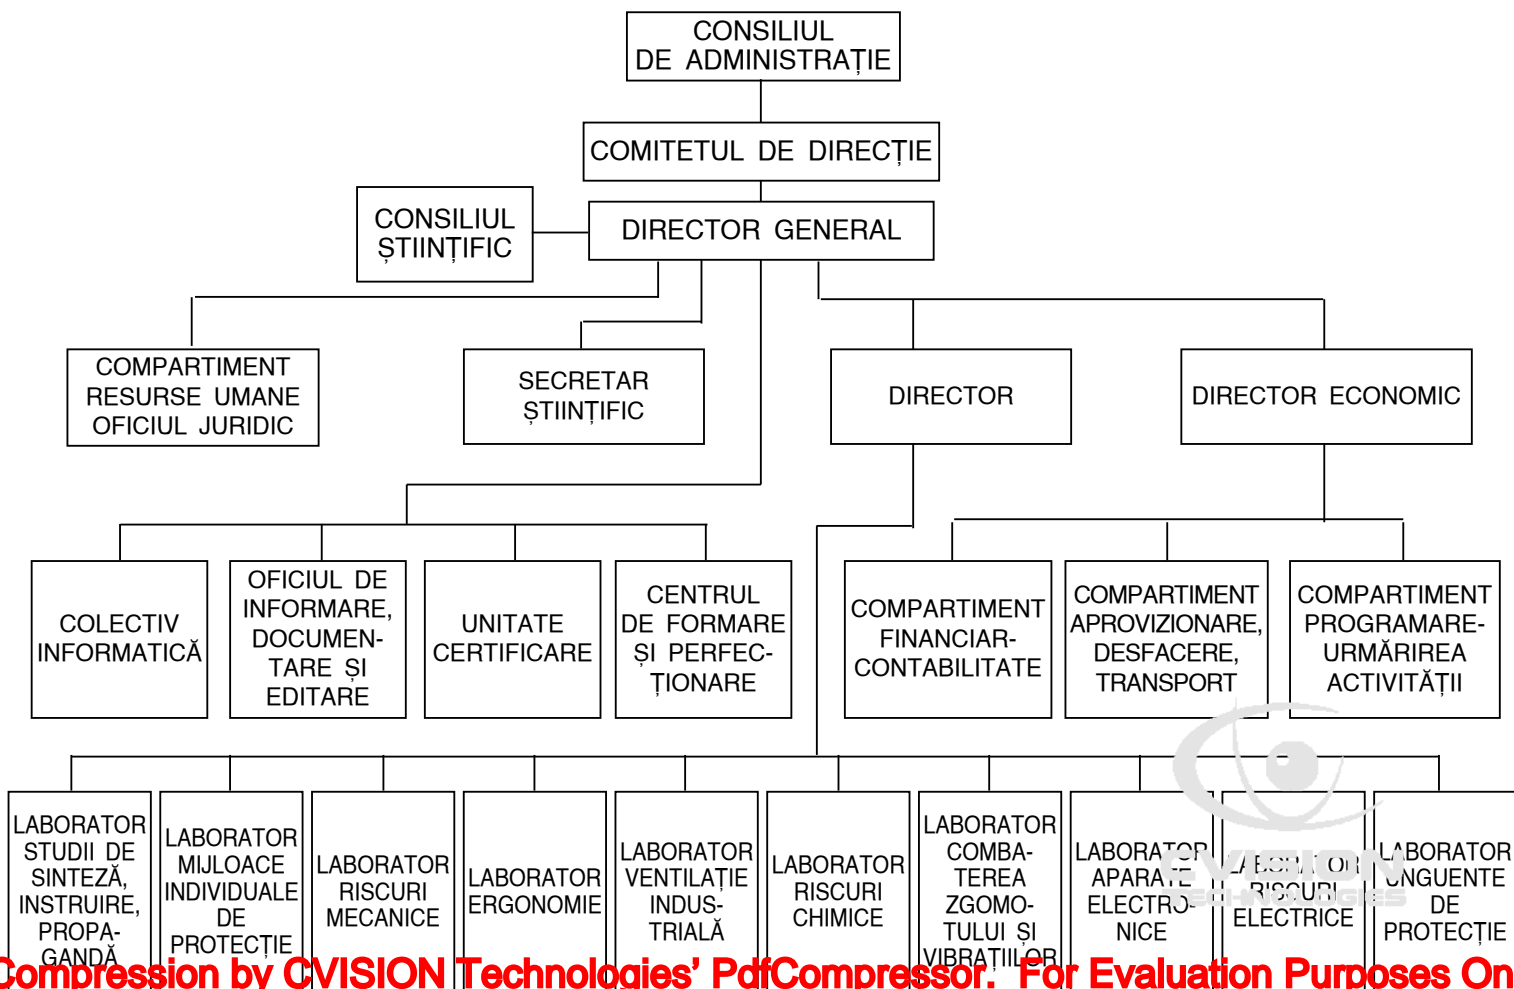 CONSILIUL
DE ADMINISTRAȚIE
COMITETUL DE DIRECȚIE
CONSILIUL
ȘTIINȚIFIC
DIRECTOR GENERAL
COMPARTIMENT
RESURSE UMANE
OFICIUL JURIDIC
SECRETAR
ȘTIINȚIFIC
DIRECTOR
DIRECTOR ECONOMIC
COLECTIV
INFORMATICĂ
OFICIUL DE
INFORMARE,
DOCUMEN-
TARE ȘI
EDITARE
UNITATE
CERTIFICARE
CENTRUL
DE FORMARE
ȘI PERFEC-
ȚIONARE
COMPARTIMENT
FINANCIAR-
CONTABILITATE
COMPARTIMENT
APROVIZIONARE,
DESFACERE,
TRANSPORT
COMPARTIMENT
PROGRAMARE-
URMĂRIREA
ACTIVITĂȚII
LABORATOR
STUDII DE
SINTEZĂ,
INSTRUIRE,
PROPA-
GANDĂ
LABORATOR
MIJLOACE
INDIVIDUALE
DE
PROTECȚIE
LABORATOR
RISCURI
MECANICE
LABORATOR
ERGONOMIE
LABORATOR
VENTILAȚIE
INDUS-
TRIALĂ
LABORATOR
RISCURI
CHIMICE
LABORATOR
COMBA-
TEREA
ZGOMO-
TULUI ȘI
VIBRAȚIILOR
LABORATOR
APARATE
ELECTRO-
NICE
LABORATOR
RISCURI
ELECTRICE
LABORATOR
UNGUENTE
DE
PROTECȚIE
CVISION
TECHNOLOGIES
Compression by CVISION Technologies' PdfCompressor. For Evaluation Purposes On